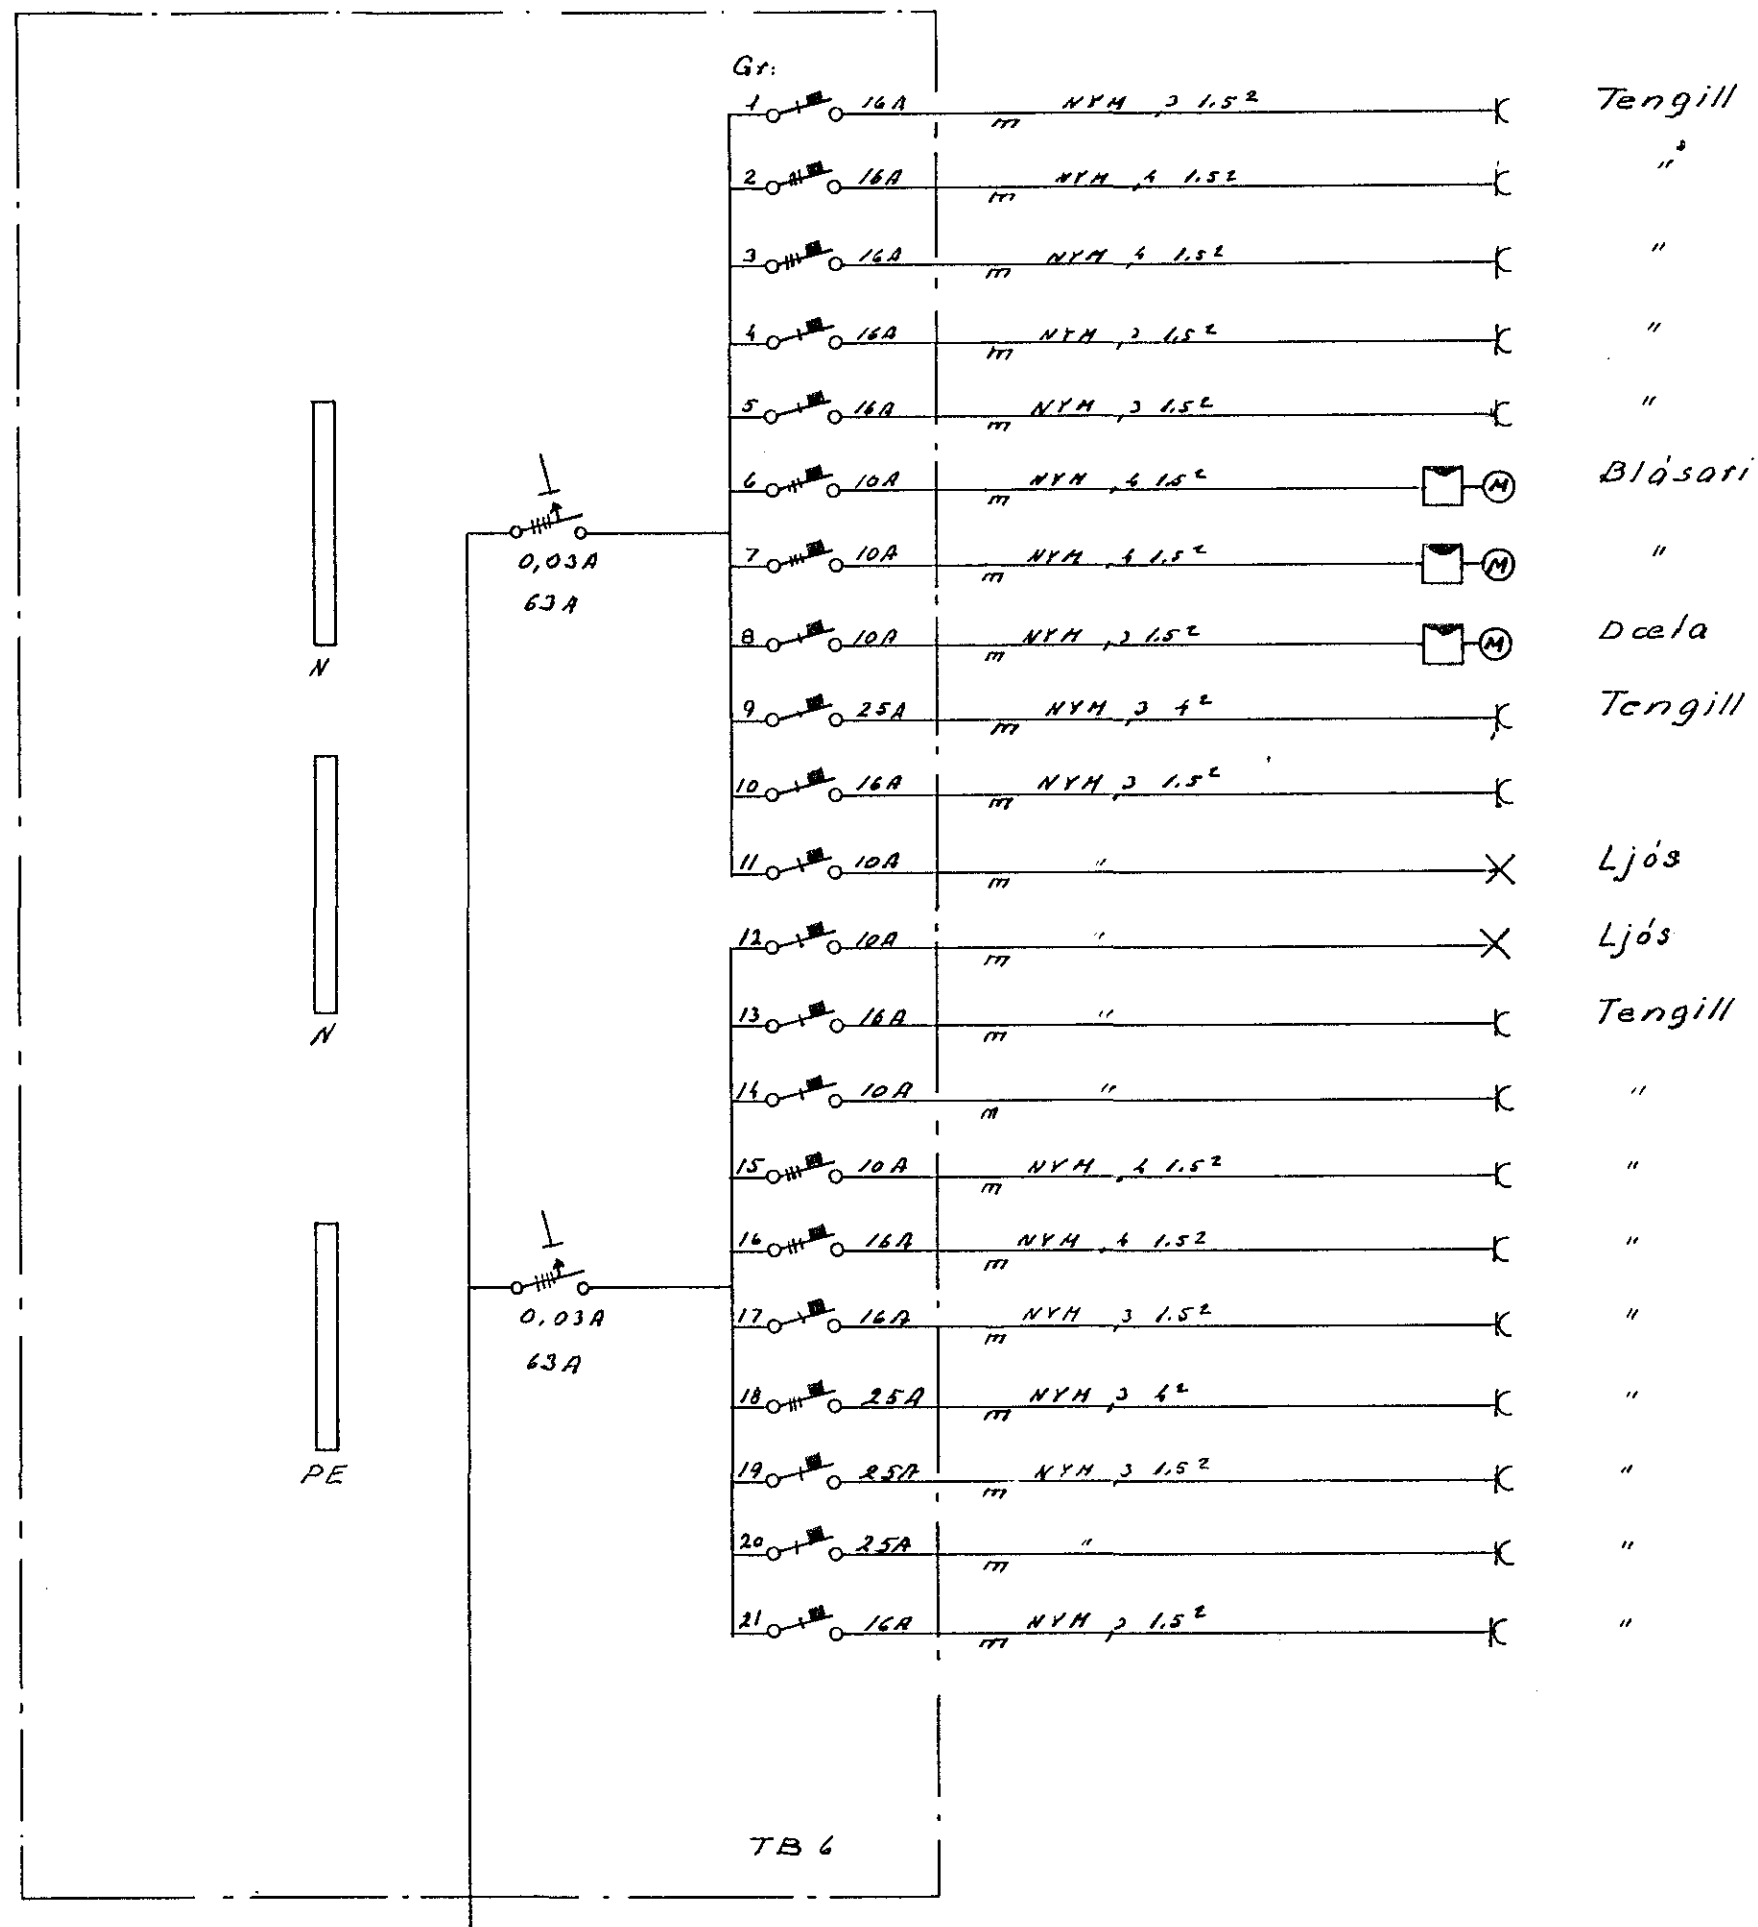 Gr:
1 16A NYM, 3 1.5² Tengill
2 16A NYM, 4 1.5² "
3 16A NYM, 4 1.5² "
4 16A NYM, 3 1.5² "
5 16A NYM, 3 1.5² "
6 10A NYM, 4 1.5² M Blásari
0,03A
63A
7 10A NYM, 4 1.5² M "
8 10A NYM, 3 1.5² M Dæla
N
9 25A NYM, 3 4² Tengill
10 16A NYM, 3 1.5²
11 10A " Ljós
12 10A " Ljós
13 16A " Tengill
N
14 10A " "
15 10A NYM, 4 1.5² "
16 16A NYM, 4 1.5² "
17 16A NYM, 3 1.5² "
0,03A
63A
18 25A NYM, 3 4² "
19 25A NYM, 3 1.5² "
PE
20 25A " "
21 16A NYM, 3 1.5² "
TB 6